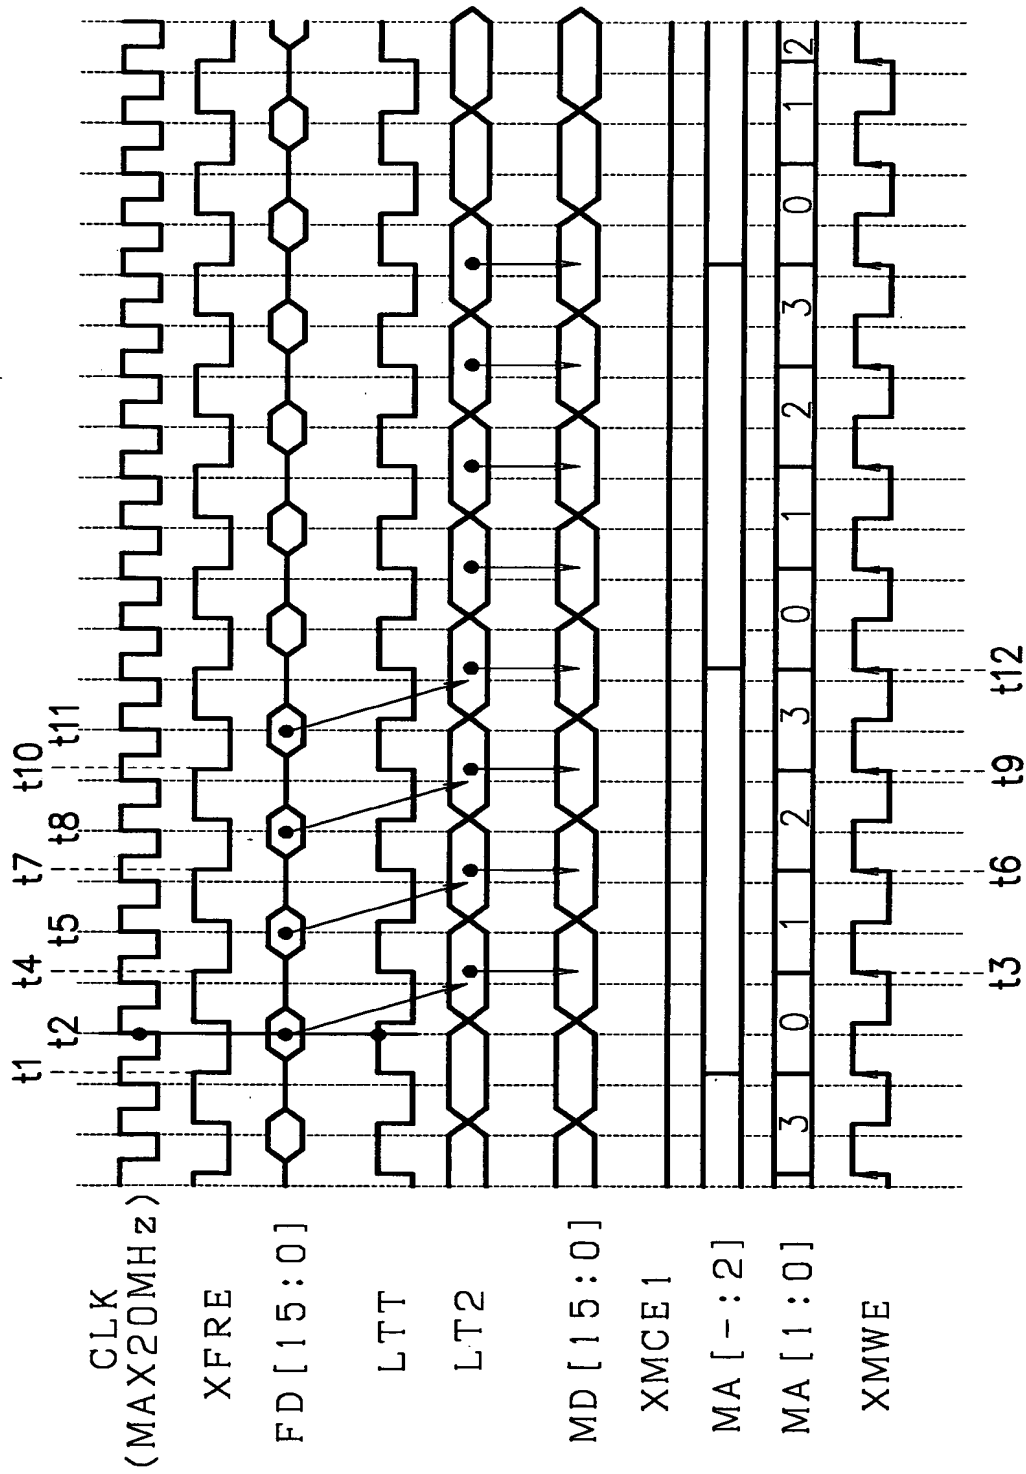 t1 t4 t7 t10
t2 t5 t8 t11
CLK
(MAX20MHz)
XFRE
FD[15:0]
LTT
LT2
MD[15:0]
XMCE1
MA[-:2]
MA[1:0] 3 0 1 2 3 0 1 2 3 0 1 2
XMWE
t3 t6 t9 t12